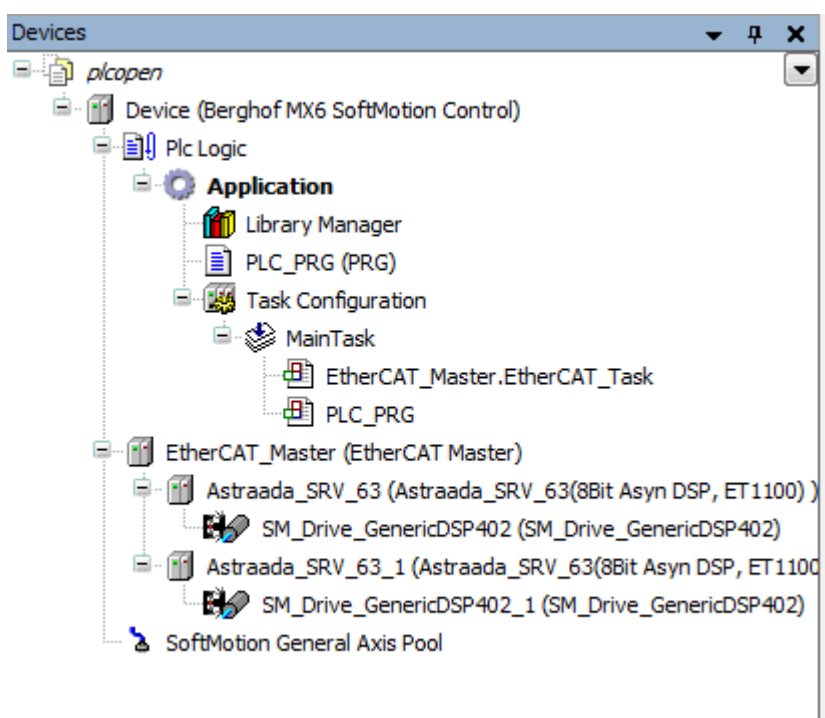 Devices
plcopen
Device (Berghof MX6 SoftMotion Control)
Plc Logic
Application
Library Manager
PLC_PRG (PRG)
Task Configuration
MainTask
EtherCAT_Master.EtherCAT_Task
PLC_PRG
EtherCAT_Master (EtherCAT Master)
Astraada_SRV_63 (Astraada_SRV_63(8Bit Asyn DSP, ET1100) )
SM_Drive_GenericDSP402 (SM_Drive_GenericDSP402)
Astraada_SRV_63_1 (Astraada_SRV_63(8Bit Asyn DSP, ET1100
SM_Drive_GenericDSP402_1 (SM_Drive_GenericDSP402)
SoftMotion General Axis Pool